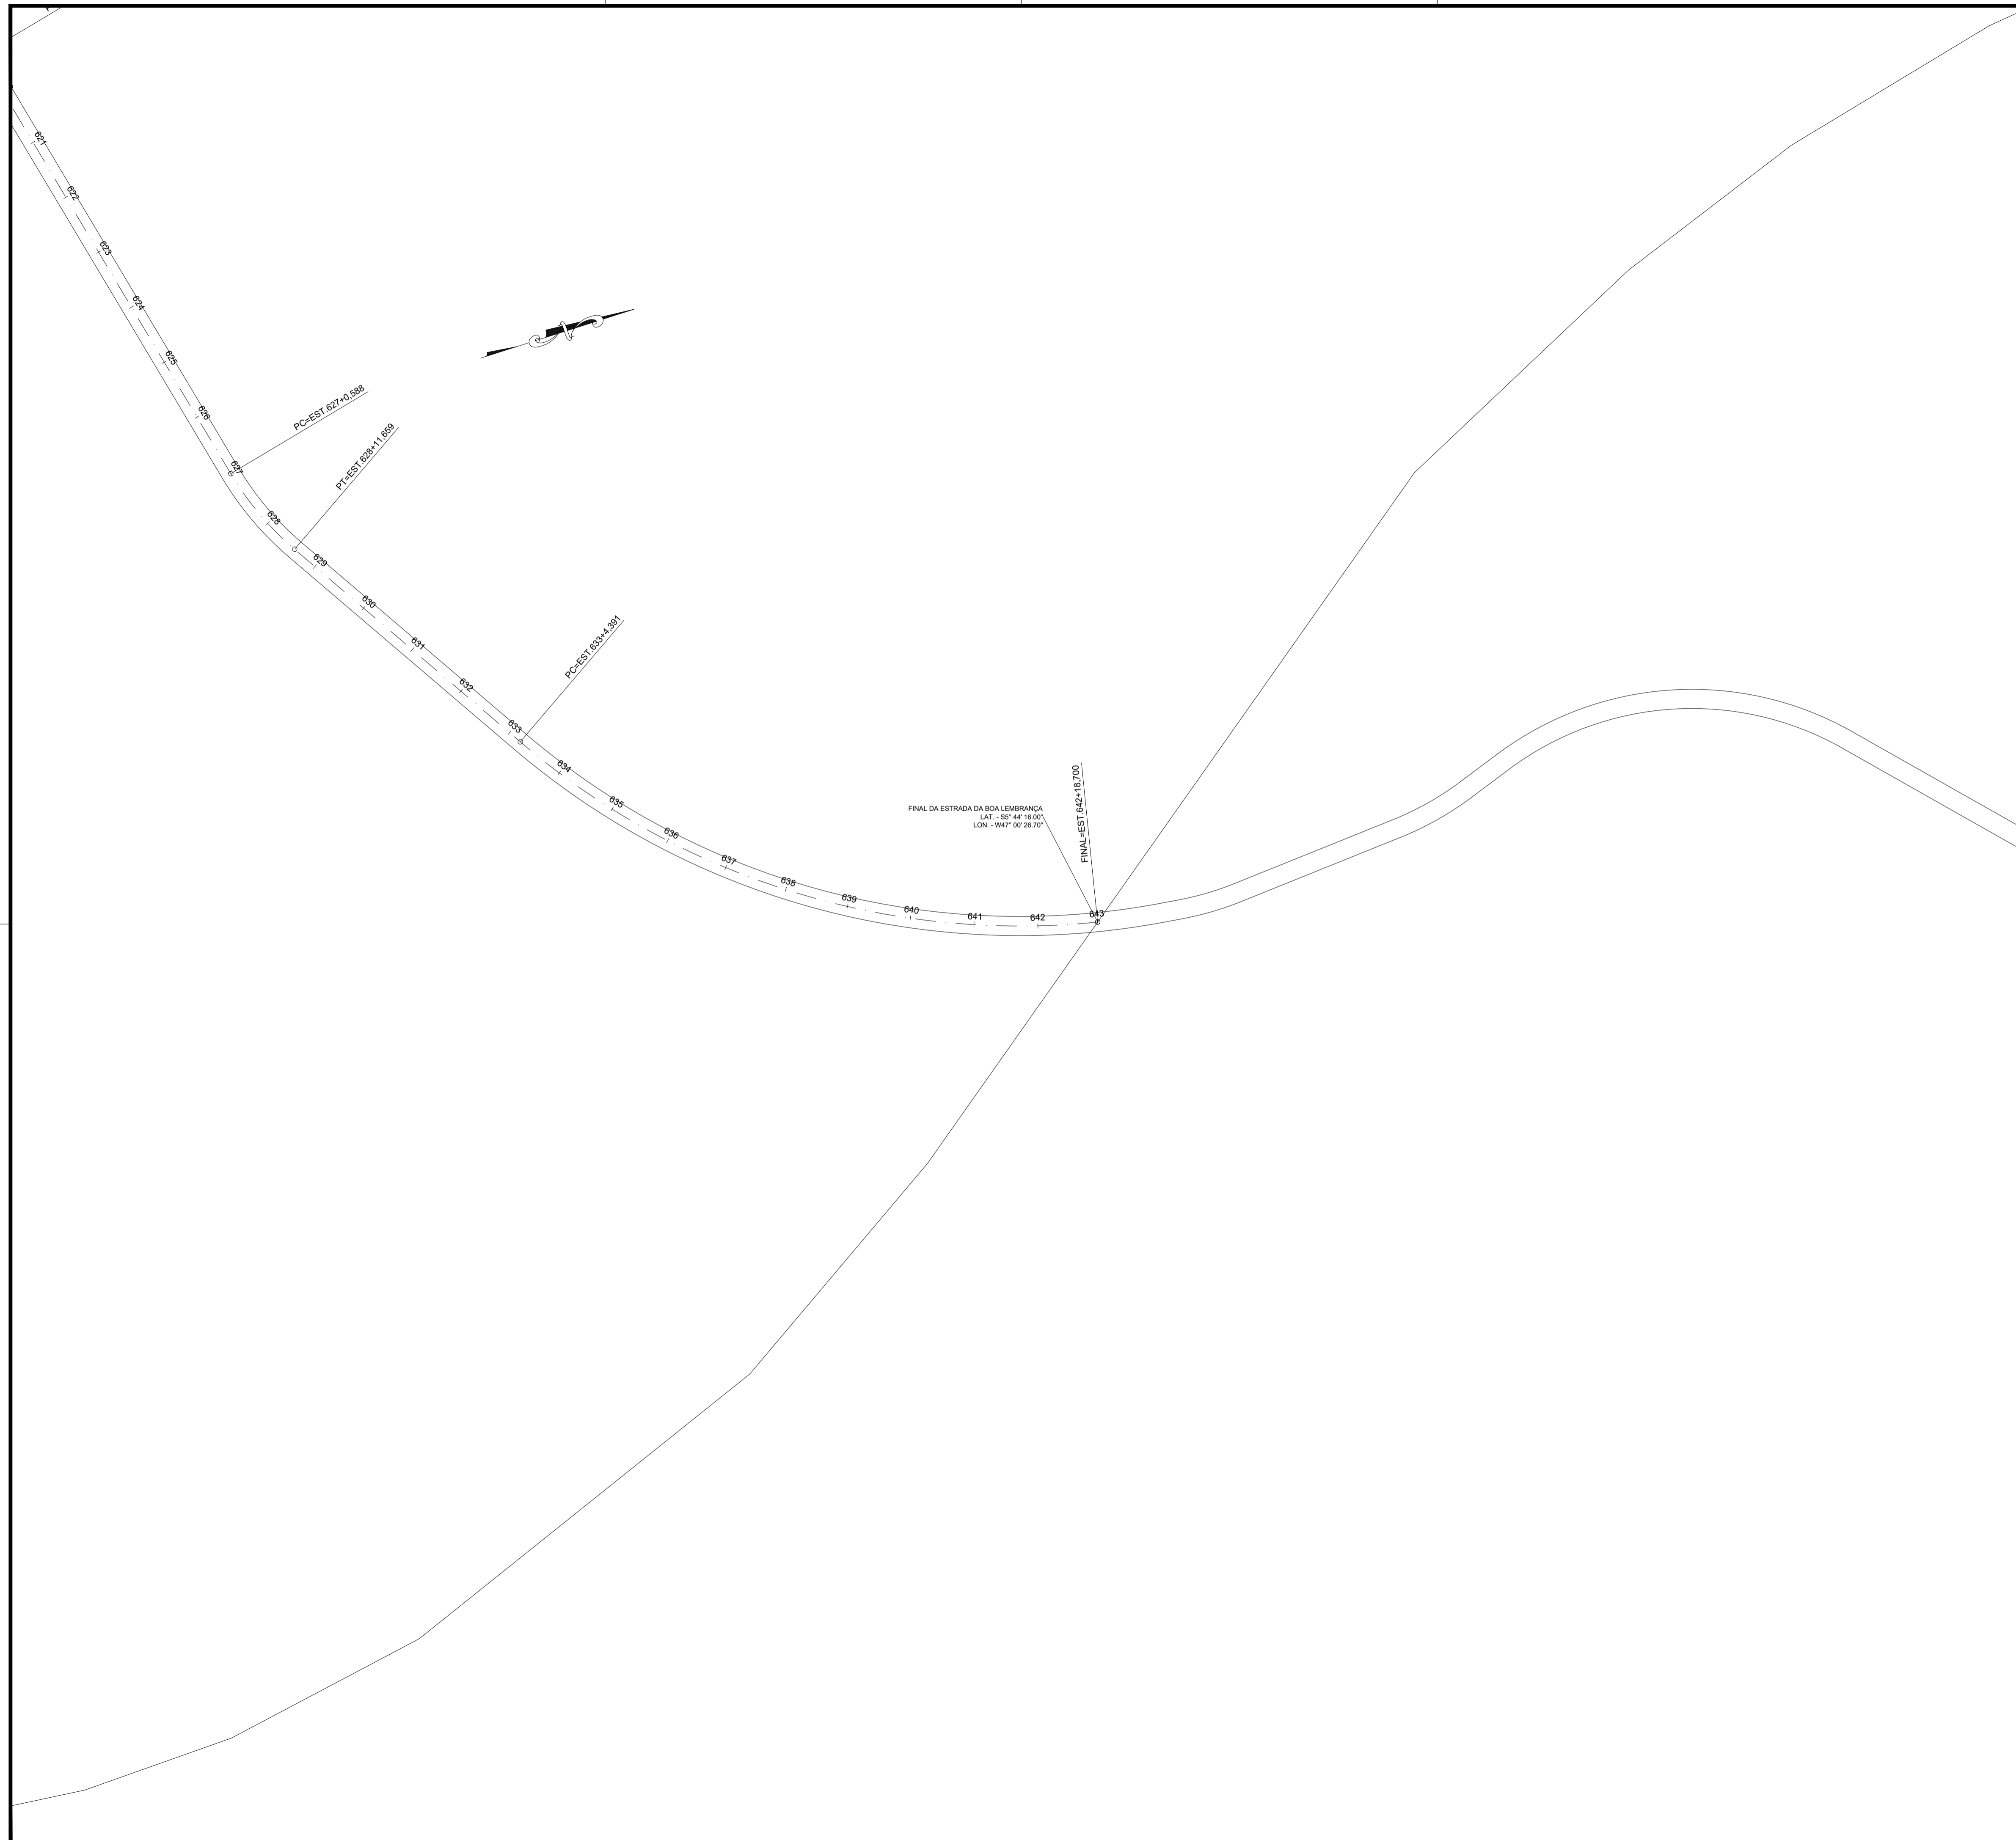 621
622
623
624
625
626
PC=EST.627+0,588
627
PT=EST.628+11,659
628
629
630
631
632
PC=EST.633+4,391
633
634
635
636
637
638
639
640
641
642
643
FINAL DA ESTRADA DA BOA LEMBRANÇA
LAT. - S5° 44' 16.00"
LON. - W47° 00' 26.70"
FINAL=EST.642+18,700
N